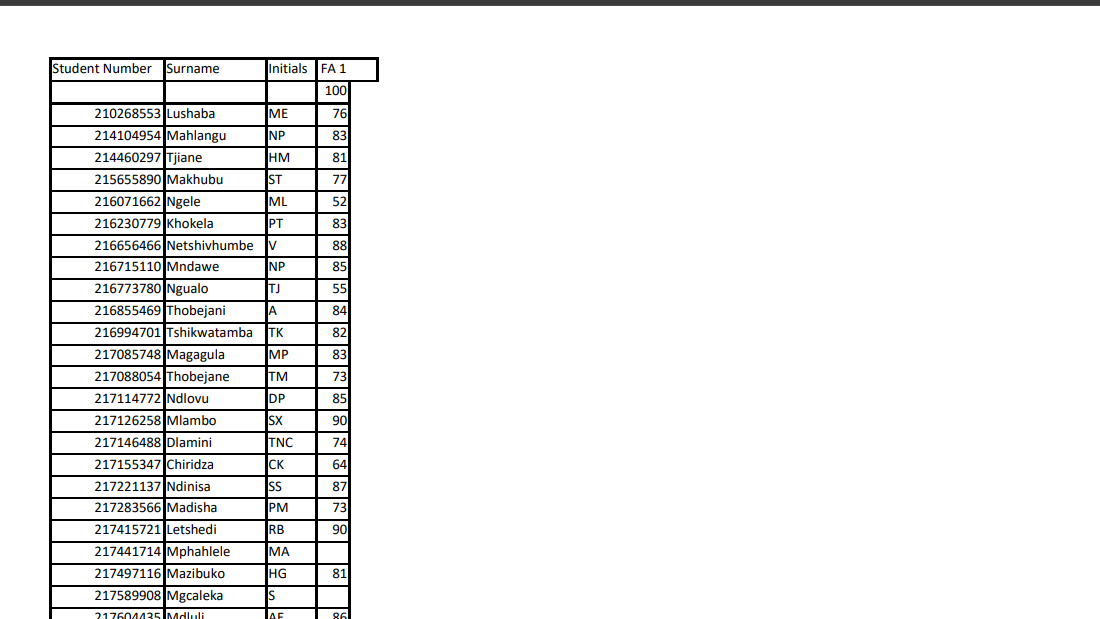 Student Number Surname Initials FA 1
100
210268553 Lushaba ME 76
214104954 Mahlangu NP 83
214460297 Tjiane HM 81
215655890 Makhubu ST 77
216071662 Ngele ML 52
216230779 Khokela PT 83
216656466 Netshivhumbe V 88
216715110 Mndawe NP 85
216773780 Ngualo TJ 55
216855469 Thobejani A 84
216994701 Tshikwatamba TK 82
217085748 Magagula MP 83
217088054 Thobejane TM 73
217114772 Ndlovu DP 85
217126258 Mlambo SX 90
217146488 Dlamini TNC 74
217155347 Chiridza CK 64
217221137 Ndinisa SS 87
217283566 Madisha PM 73
217415721 Letshedi RB 90
217441714 Mphahlele MA
217497116 Mazibuko HG 81
217589908 Mgcaleka S
217604435 Mdluli 86